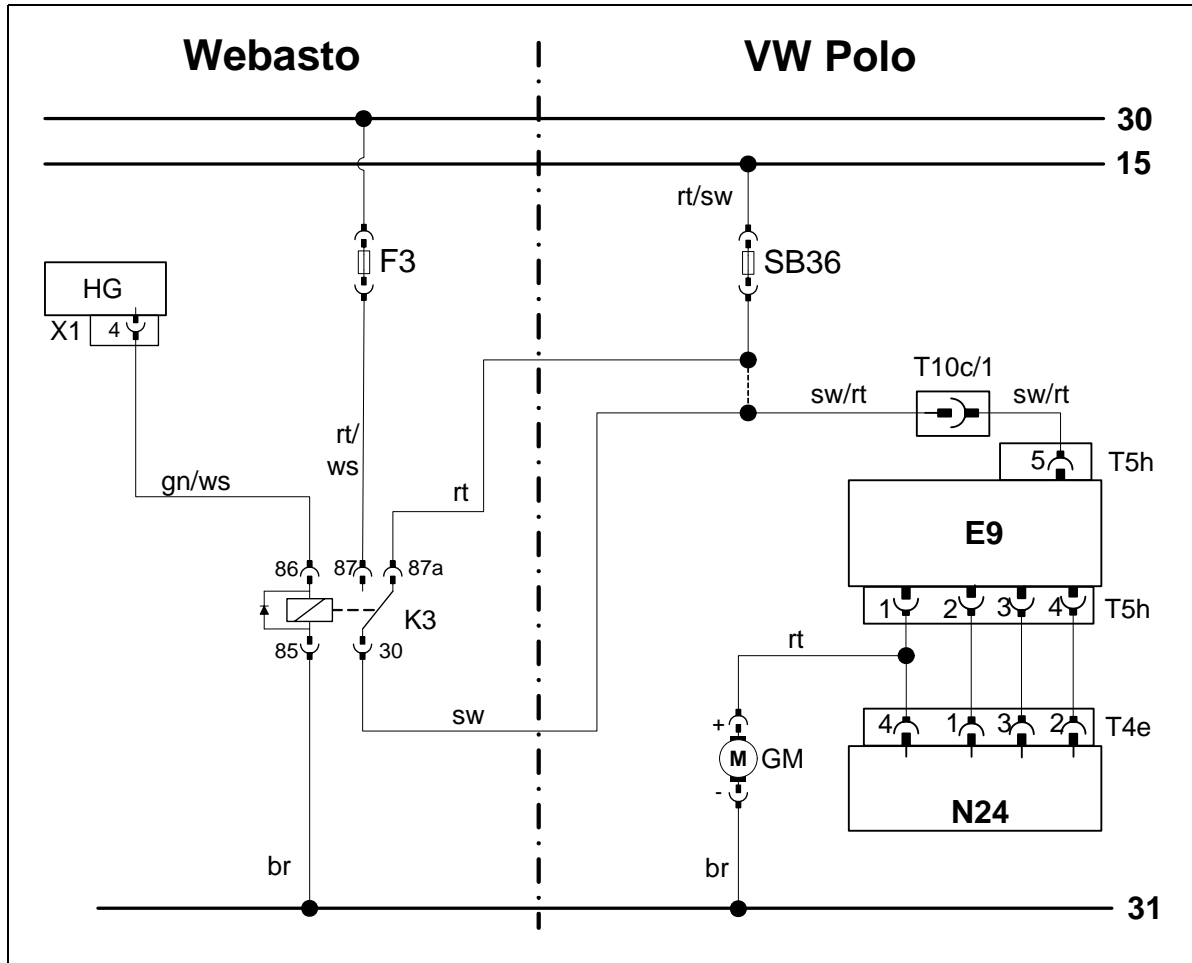 Webasto
VW Polo
30
15
rt/sw
F3
SB36
HG
X1
4
T10c/1
sw/rt
sw/rt
rt/
ws
5
T5h
gn/ws
rt
E9
86
87
87a
K3
1
2
3
4
T5h
85
30
rt
sw
4
1
3
2
T4e
+
M
GM
-
N24
br
br
31